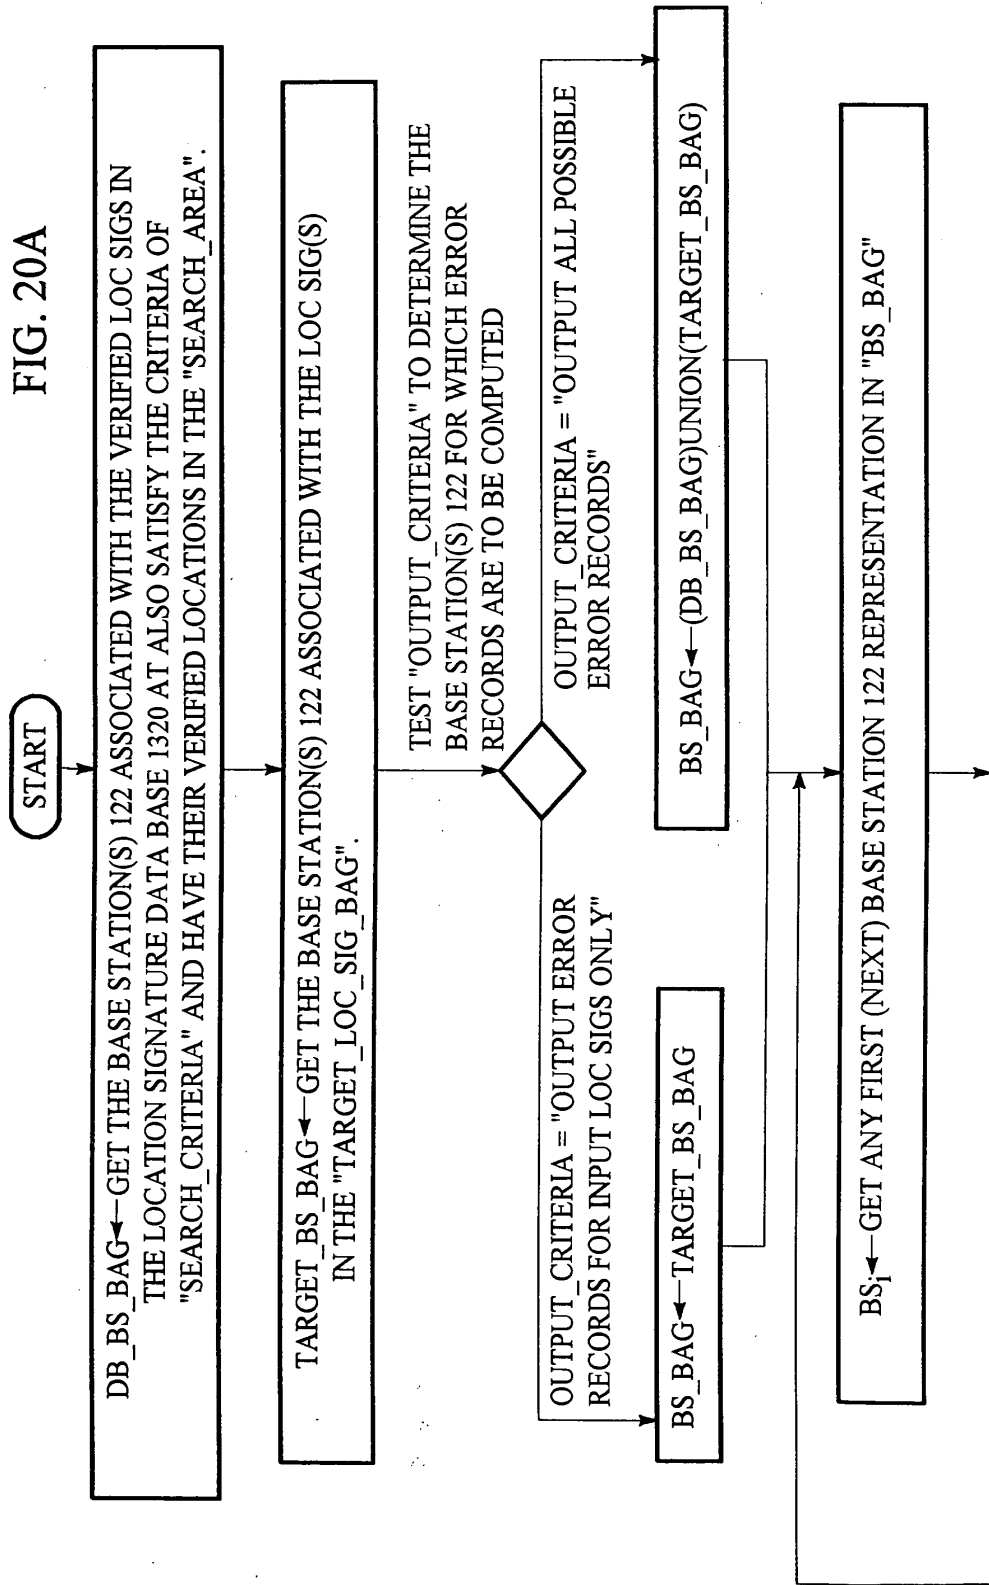 FIG. 20A
START
DB_BS_BAG←GET THE BASE STATION(S) 122 ASSOCIATED WITH THE VERIFIED LOC SIGS IN
THE LOCATION SIGNATURE DATA BASE 1320 AT ALSO SATISFY THE CRITERIA OF
"SEARCH_CRITERIA" AND HAVE THEIR VERIFIED LOCATIONS IN THE "SEARCH_AREA".
TARGET_BS_BAG←GET THE BASE STATION(S) 122 ASSOCIATED WITH THE LOC SIG(S)
IN THE "TARGET_LOC_SIG_BAG".
TEST "OUTPUT_CRITERIA" TO DETERMINE THE
BASE STATION(S) 122 FOR WHICH ERROR
RECORDS ARE TO BE COMPUTED
OUTPUT_CRITERIA = "OUTPUT ERROR
RECORDS FOR INPUT LOC SIGS ONLY"
OUTPUT_CRITERIA = "OUTPUT ALL POSSIBLE
ERROR RECORDS"
BS_BAG←TARGET_BS_BAG
BS_BAG←(DB_BS_BAG)UNION(TARGET_BS_BAG)
BSi←GET ANY FIRST (NEXT) BASE STATION 122 REPRESENTATION IN "BS_BAG"